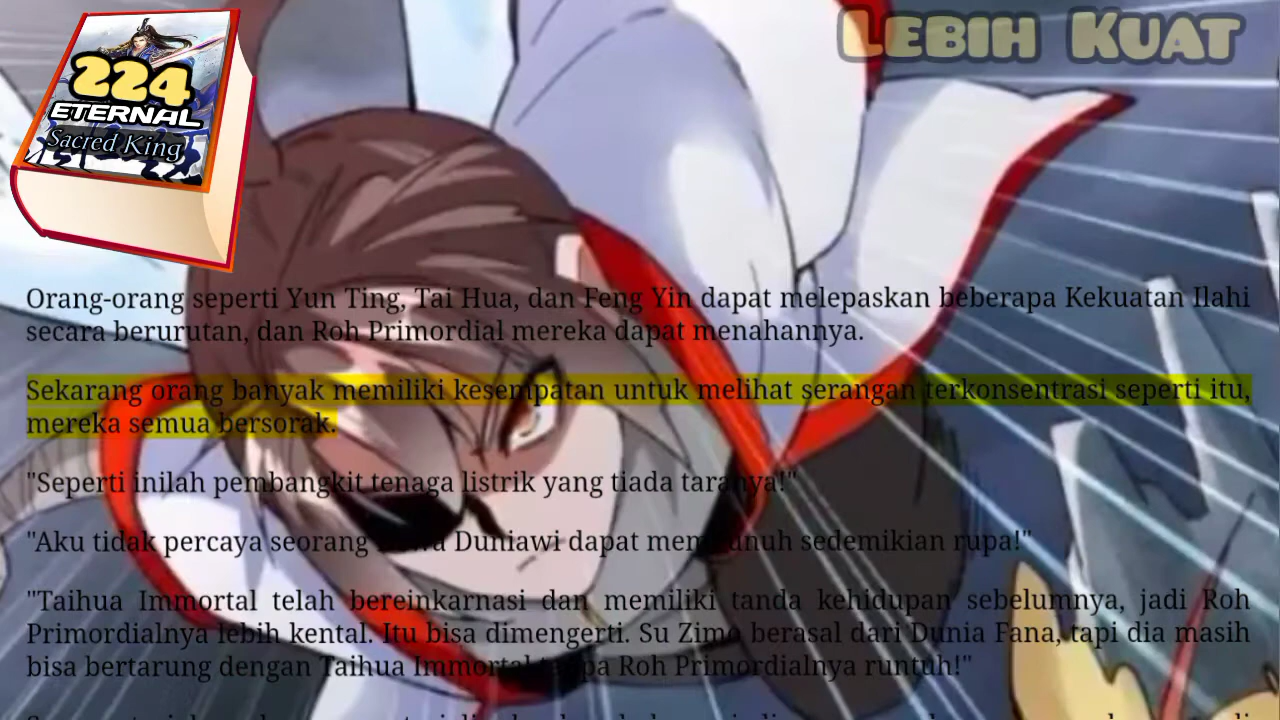 Lebih Kuat
224
ETERNAL
Sacred King
Orang-orang seperti Yun Ting, Tai Hua, dan Feng Yin dapat melepaskan beberapa Kekuatan Ilahi
secara berurutan, dan Roh Primordial mereka dapat menahannya.
Sekarang orang banyak memiliki kesempatan untuk melihat serangan terkonsentrasi seperti itu,
mereka semua bersorak.
"Seperti inilah pembangkit tenaga listrik yang tiada taranya!"
"Aku tidak percaya seorang Duniawi dapat sedemikian rupa!"
"Taihua Immortal telah bereinkarnasi dan memiliki tanda kehidupan sebelumnya, jadi Roh
Primordialnya lebih kental. Itu bisa dimengerti. Su Zimo berasal dari Dunia Fana, tapi dia masih
bisa bertarung dengan Taihua Immortal tanpa Roh Primordialnya runtuh!"